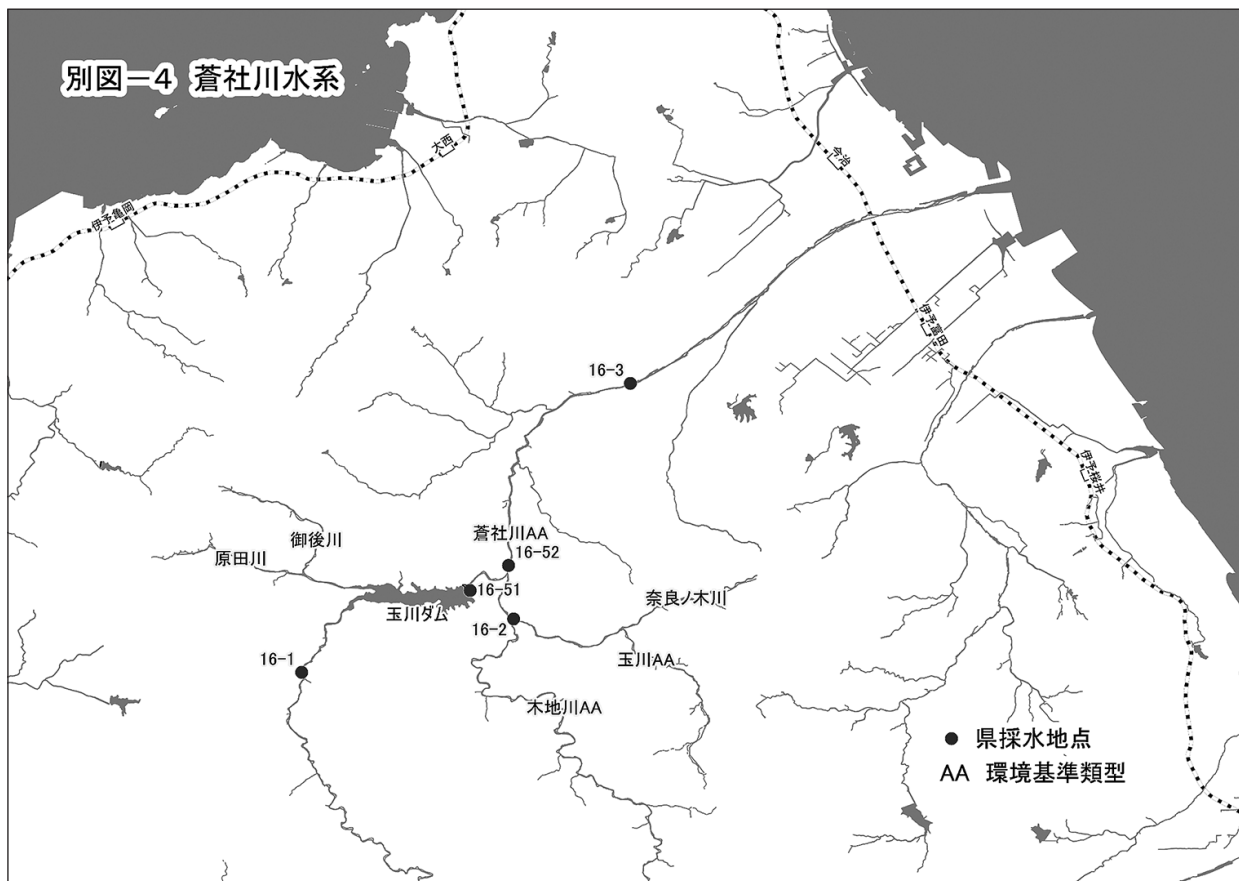 別図－4 蒼社川水系
大西
今治
伊予亀岡
伊予富田
16-3
伊予桜井
蒼社川AA
御後川
16-52
原田川
16-51
奈良ノ木川
玉川ダム
16-2
16-1
玉川AA
木地川AA
県採水地点
AA 環境基準類型